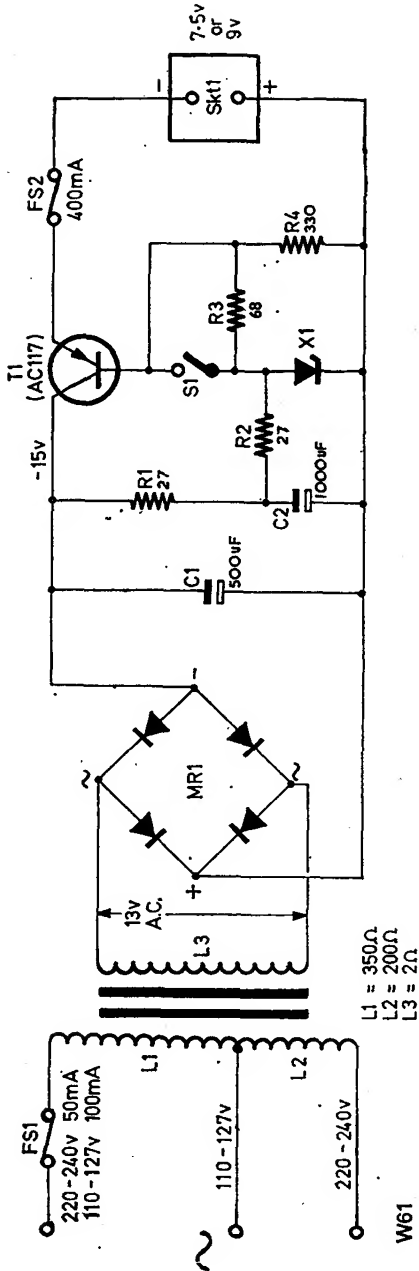 FS1
220-240v 50mA
110-127v 100mA
~
110-127v
220-240v
W61
L1
L2
L3
L1 = 350Ω
L2 = 200Ω
L3 = 2Ω
13v
A.C.
~
MR1
+
-
~
C1
500uF
-15v
R1
27
C2
1000uF
R2
27
T1
(AC117)
S1
X1
R3
68
R4
330
FS2
400mA
-
Skt1
+
7·5v
or
9v